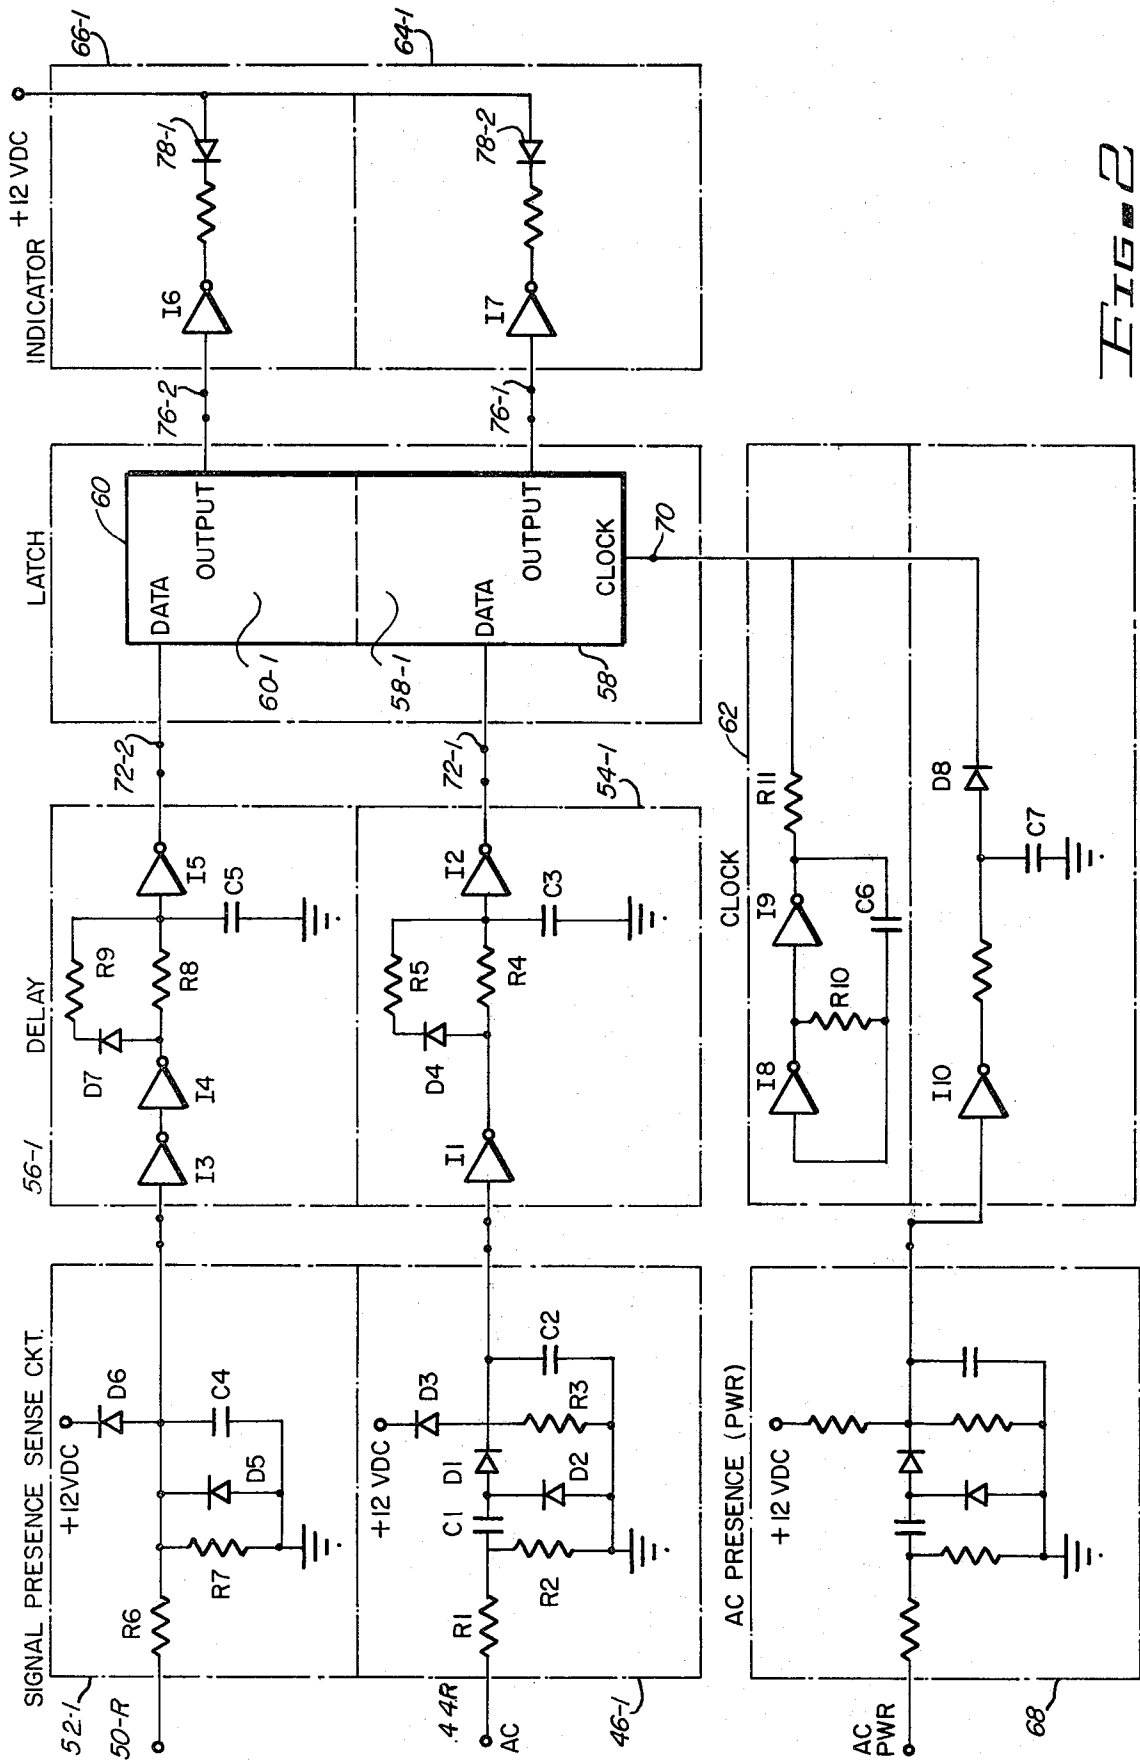 SIGNAL PRESENCE SENSE CKT.
DELAY
LATCH
INDICATOR
+12 VDC
66-1
52-1
50-R
R6
R7
D5
C4
D6
+12VDC
56-1
I3
I4
D7
R9
R8
C5
I5
72-2
60
DATA
OUTPUT
60-1
76-2
I6
78-1
44R
AC
46-1
R1
R2
C1
D1
D2
R3
C2
D3
+12 VDC
I1
D4
R5
R4
C3
I2
54-1
72-1
58-1
DATA
OUTPUT
CLOCK
58
70
76-1
I7
78-2
64-1
AC PRESENCE (PWR)
+12 VDC
AC
PWR
68
CLOCK
62
I8
I9
R10
C6
R11
I10
C7
D8
FIG-2